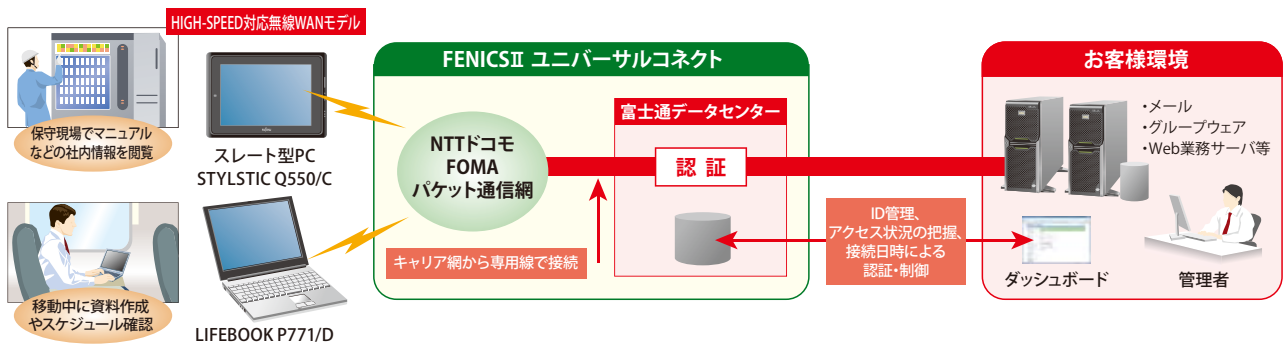 HIGH-SPEED対応無線WANモデル
保守現場でマニュアル
などの社内情報を閲覧
スレート型PC
STYLSTIC Q550/C
移動中に資料作成
やスケジュール確認
LIFEBOOK P771/D
FENICSⅡ ユニバーサルコネクト
NTTドコモ
FOMA
パケット通信網
キャリア網から専用線で接続
富士通データセンター
認証
ID管理、
アクセス状況の把握、
接続日時による
認証・制御
お客様環境
・メール
・グループウェア
・Web業務サーバ等
ダッシュボード
管理者